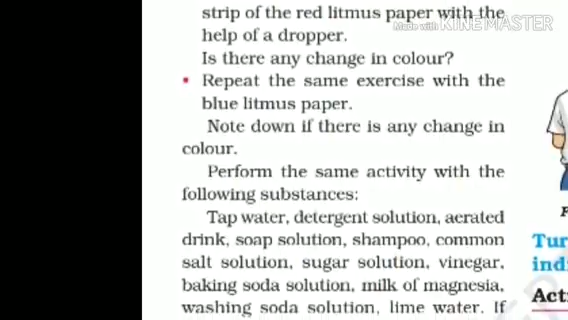 strip of the red litmus paper with the
help of a dropper.
Made with KINEMASTER
Is there any change in colour?
• Repeat the same exercise with the
blue litmus paper.
Note down if there is any change in
colour.
Perform the same activity with the
following substances:
Tap water, detergent solution, aerated
drink, soap solution, shampoo, common
salt solution, sugar solution, vinegar,
baking soda solution, milk of magnesia,
washing soda solution, lime water. If
F
Tur
indi
Acti